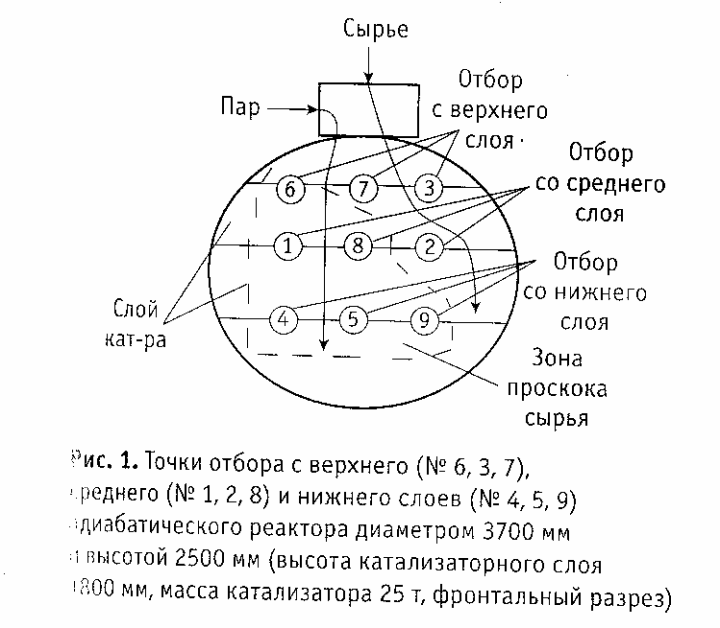 Сырье
Пар
Отбор
с верхнего
слоя
Отбор
со среднего
слоя
6 7 3
1 8 2
Отбор
со нижнего
слоя
Слой
кат-ра
4 5 9
Зона
проскока
сырья
Рис. 1. Точки отбора с верхнего (№ 6, 3, 7),
среднего (№ 1, 2, 8) и нижнего слоев (№ 4, 5, 9)
адиабатического реактора диаметром 3700 мм
и высотой 2500 мм (высота катализаторного слоя
800 мм, масса катализатора 25 т, фронтальный разрез)